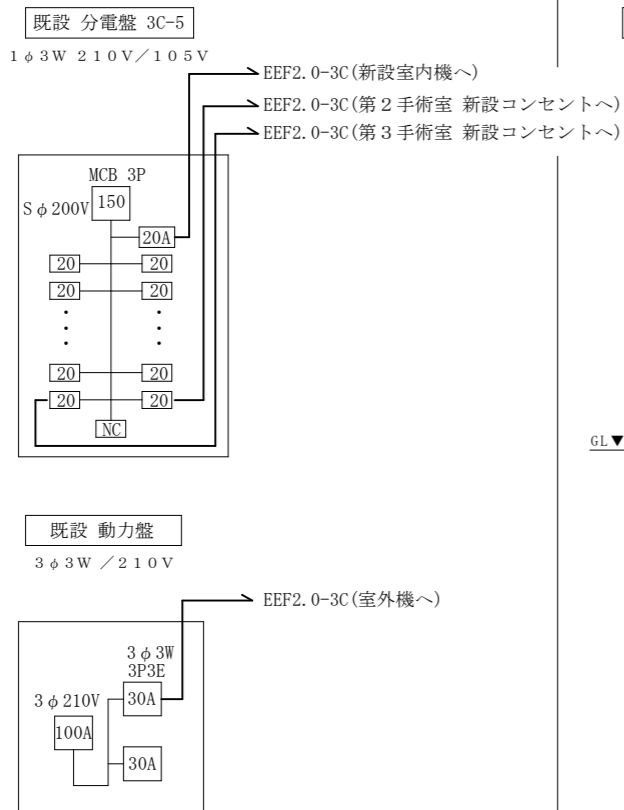 既設 分電盤 3C-5
1φ3W 210V／105V
EEF2.0-3C(新設室内機へ)
EEF2.0-3C(第２手術室 新設コンセントへ)
EEF2.0-3C(第３手術室 新設コンセントへ)
MCB 3P
Sφ200V 150
20A
20 20
20 20
20 20
20 20
NC
GL▼
既設 動力盤
3φ3W ／210V
EEF2.0-3C(室外機へ)
3φ3W
3P3E
3φ210V 30A
100A
30A